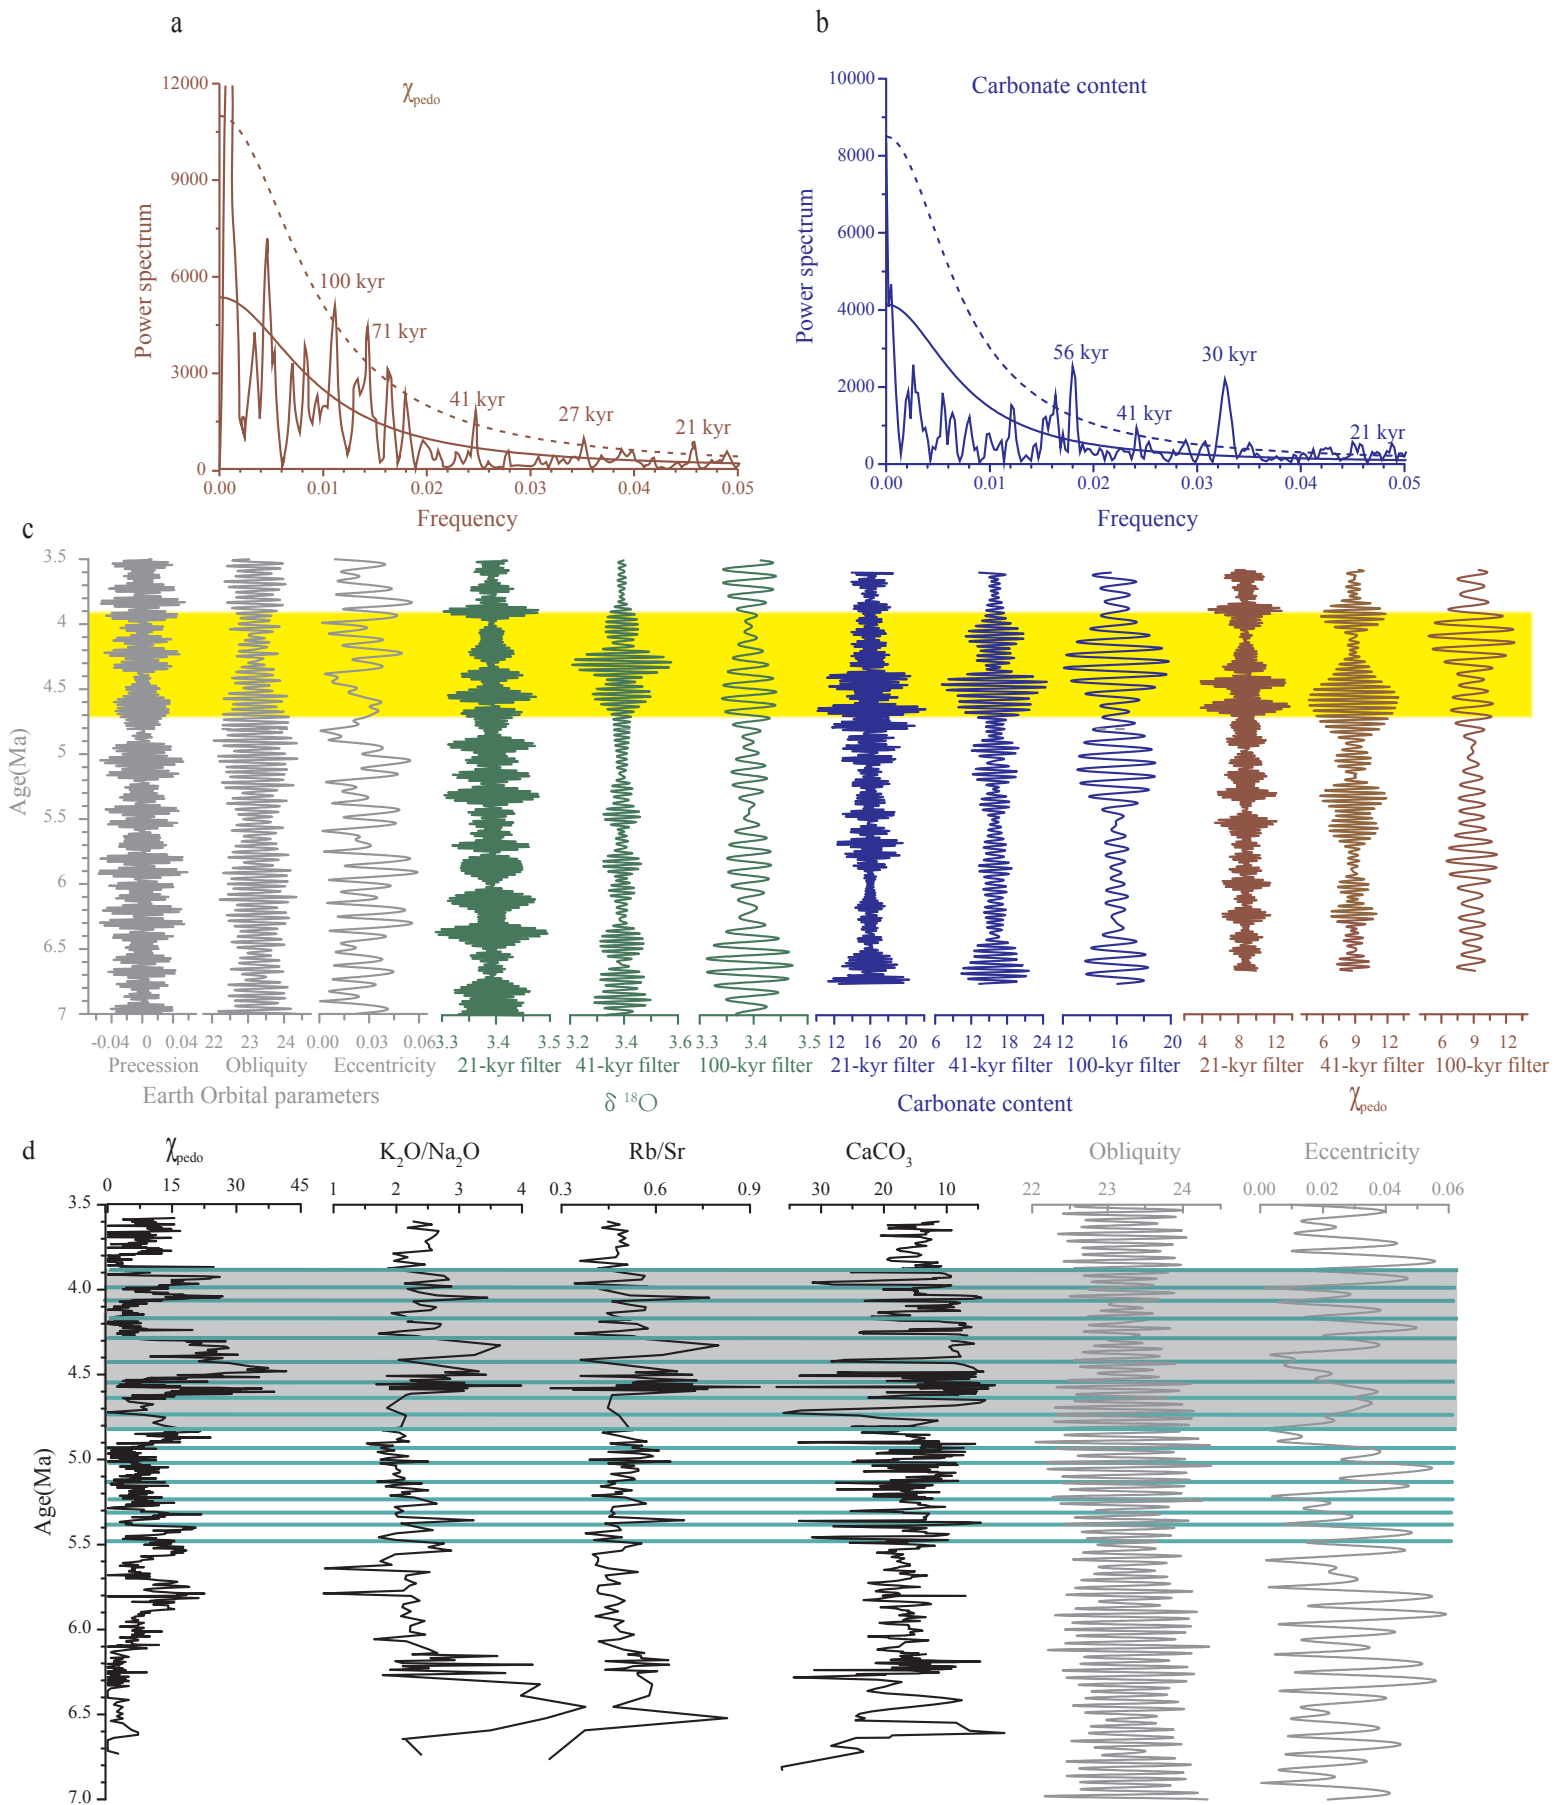 a
χpedo
12000
9000
6000
3000
0
Power spectrum
100 kyr
71 kyr
41 kyr
27 kyr
21 kyr
0.00 0.01 0.02 0.03 0.04 0.05
Frequency
b
Carbonate content
10000
8000
6000
4000
2000
0
Power spectrum
56 kyr
30 kyr
41 kyr
21 kyr
0.00 0.01 0.02 0.03 0.04 0.05
Frequency
c
3.5
4
4.5
5
5.5
6
6.5
7
Age(Ma)
-0.04 0 0.04 22 23 24 0.00 0.03 0.06 3.3 3.4 3.5 3.2 3.4 3.6 3.3 3.4 3.5 12 16 20 6 12 18 24 12 16 20 4 8 12 6 9 12 6 9 12
Precession Obliquity Eccentricity 21-kyr filter 41-kyr filter 100-kyr filter 21-kyr filter 41-kyr filter 100-kyr filter 21-kyr filter 41-kyr filter 100-kyr filter
Earth Orbital parameters δ 18O Carbonate content χpedo
d
χpedo K2O/Na2O Rb/Sr CaCO3 Obliquity Eccentricity
0 15 30 45 1 2 3 4 0.3 0.6 0.9 30 20 10 22 23 24 0.00 0.02 0.04 0.06
3.5
4.0
4.5
5.0
5.5
6.0
6.5
7.0
Age(Ma)